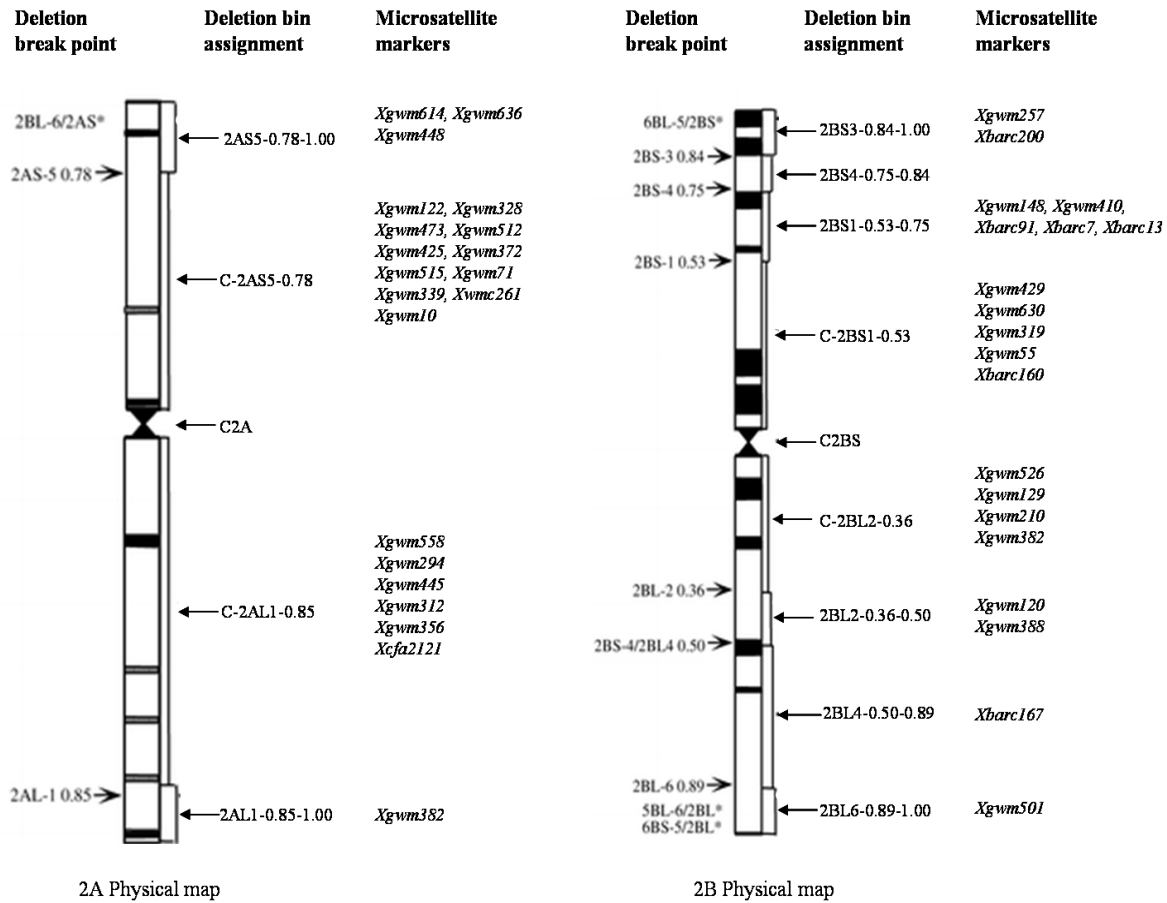 Deletion break point
Deletion bin assignment
Microsatellite markers
2BL-6/2AS*
2AS-5 0.78
2AL-1 0.85
2AS5-0.78-1.00
C-2AS5-0.78
C2A
C-2AL1-0.85
2AL1-0.85-1.00
Xgwm614, Xgwm636
Xgwm448
Xgwm122, Xgwm328
Xgwm473, Xgwm512
Xgwm425, Xgwm372
Xgwm515, Xgwm71
Xgwm339, Xwmc261
Xgwm10
Xgwm558
Xgwm294
Xgwm445
Xgwm312
Xgwm356
Xcfa2121
Xgwm382
2A Physical map
Deletion break point
Deletion bin assignment
Microsatellite markers
6BL-5/2BS*
2BS-3 0.84
2BS-4 0.75
2BS-1 0.53
2BL-2 0.36
2BS-4/2BL4 0.50
2BL-6 0.89
5BL-6/2BL*
6BS-5/2BL*
2BS3-0.84-1.00
2BS4-0.75-0.84
2BS1-0.53-0.75
C-2BS1-0.53
C2BS
C-2BL2-0.36
2BL2-0.36-0.50
2BL4-0.50-0.89
2BL6-0.89-1.00
Xgwm257
Xbarc200
Xgwm148, Xgwm410,
Xbarc91, Xbarc7, Xbarc13
Xgwm429
Xgwm630
Xgwm319
Xgwm55
Xbarc160
Xgwm526
Xgwm129
Xgwm210
Xgwm382
Xgwm120
Xgwm388
Xbarc167
Xgwm501
2B Physical map